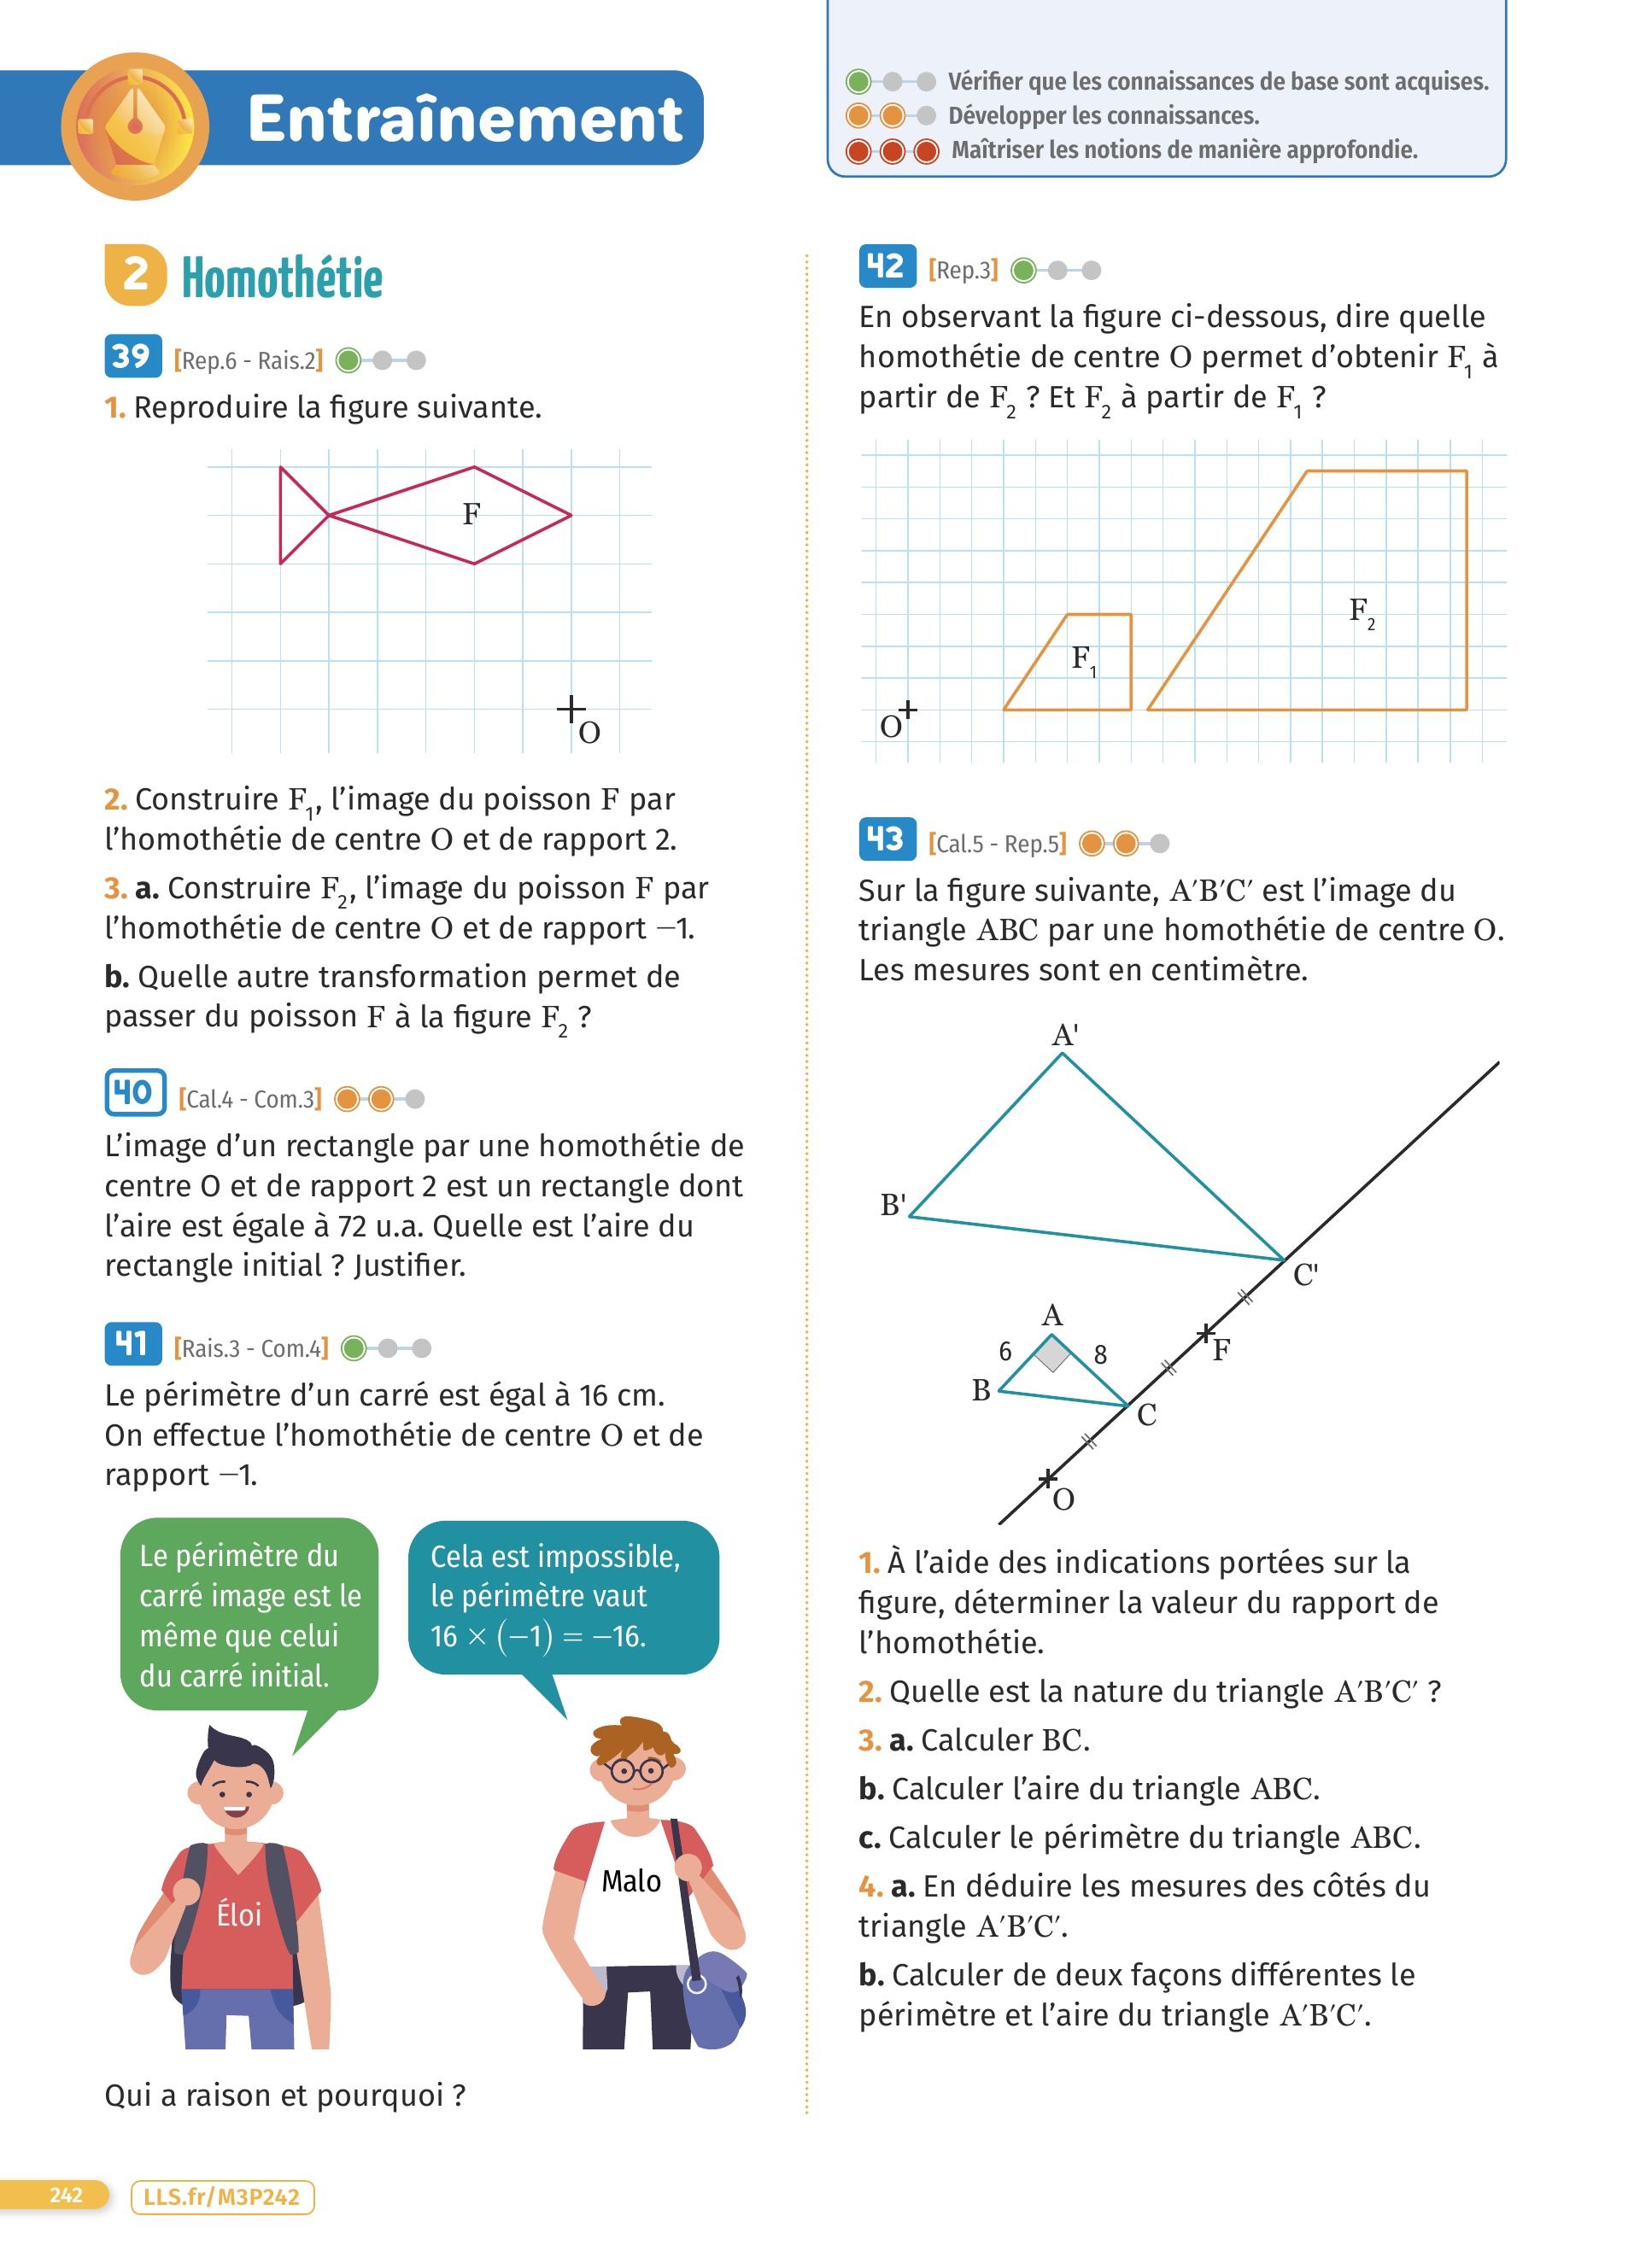 Entraînement
Vérifier que les connaissances de base sont acquises.
Développer les connaissances.
Maîtriser les notions de manière approfondie.
2 Homothétie
39 [Rep.6 - Rais.2]
1. Reproduire la figure suivante.
F
O
2. Construire F₁, l’image du poisson F par
l’homothétie de centre O et de rapport 2.
3. a. Construire F₂, l’image du poisson F par
l’homothétie de centre O et de rapport −1.
b. Quelle autre transformation permet de
passer du poisson F à la figure F₂ ?
40 [Cal.4 - Com.3]
L’image d’un rectangle par une homothétie de
centre O et de rapport 2 est un rectangle dont
l’aire est égale à 72 u.a. Quelle est l’aire du
rectangle initial ? Justifier.
41 [Rais.3 - Com.4]
Le périmètre d’un carré est égal à 16 cm.
On effectue l’homothétie de centre O et de
rapport −1.
Le périmètre du
carré image est le
même que celui
du carré initial.
Cela est impossible,
le périmètre vaut
16 × (−1) = −16.
Éloi
Malo
Qui a raison et pourquoi ?
42 [Rep.3]
En observant la figure ci-dessous, dire quelle
homothétie de centre O permet d’obtenir F₁ à
partir de F₂ ? Et F₂ à partir de F₁ ?
F₂
F₁
O
43 [Cal.5 - Rep.5]
Sur la figure suivante, A′B′C′ est l’image du
triangle ABC par une homothétie de centre O.
Les mesures sont en centimètre.
A'
B'
C'
A
F
6
8
B
C
O
1. À l’aide des indications portées sur la
figure, déterminer la valeur du rapport de
l’homothétie.
2. Quelle est la nature du triangle A′B′C′ ?
3. a. Calculer BC.
b. Calculer l’aire du triangle ABC.
c. Calculer le périmètre du triangle ABC.
4. a. En déduire les mesures des côtés du
triangle A′B′C′.
b. Calculer de deux façons différentes le
périmètre et l’aire du triangle A′B′C′.
242
LLS.fr/M3P242